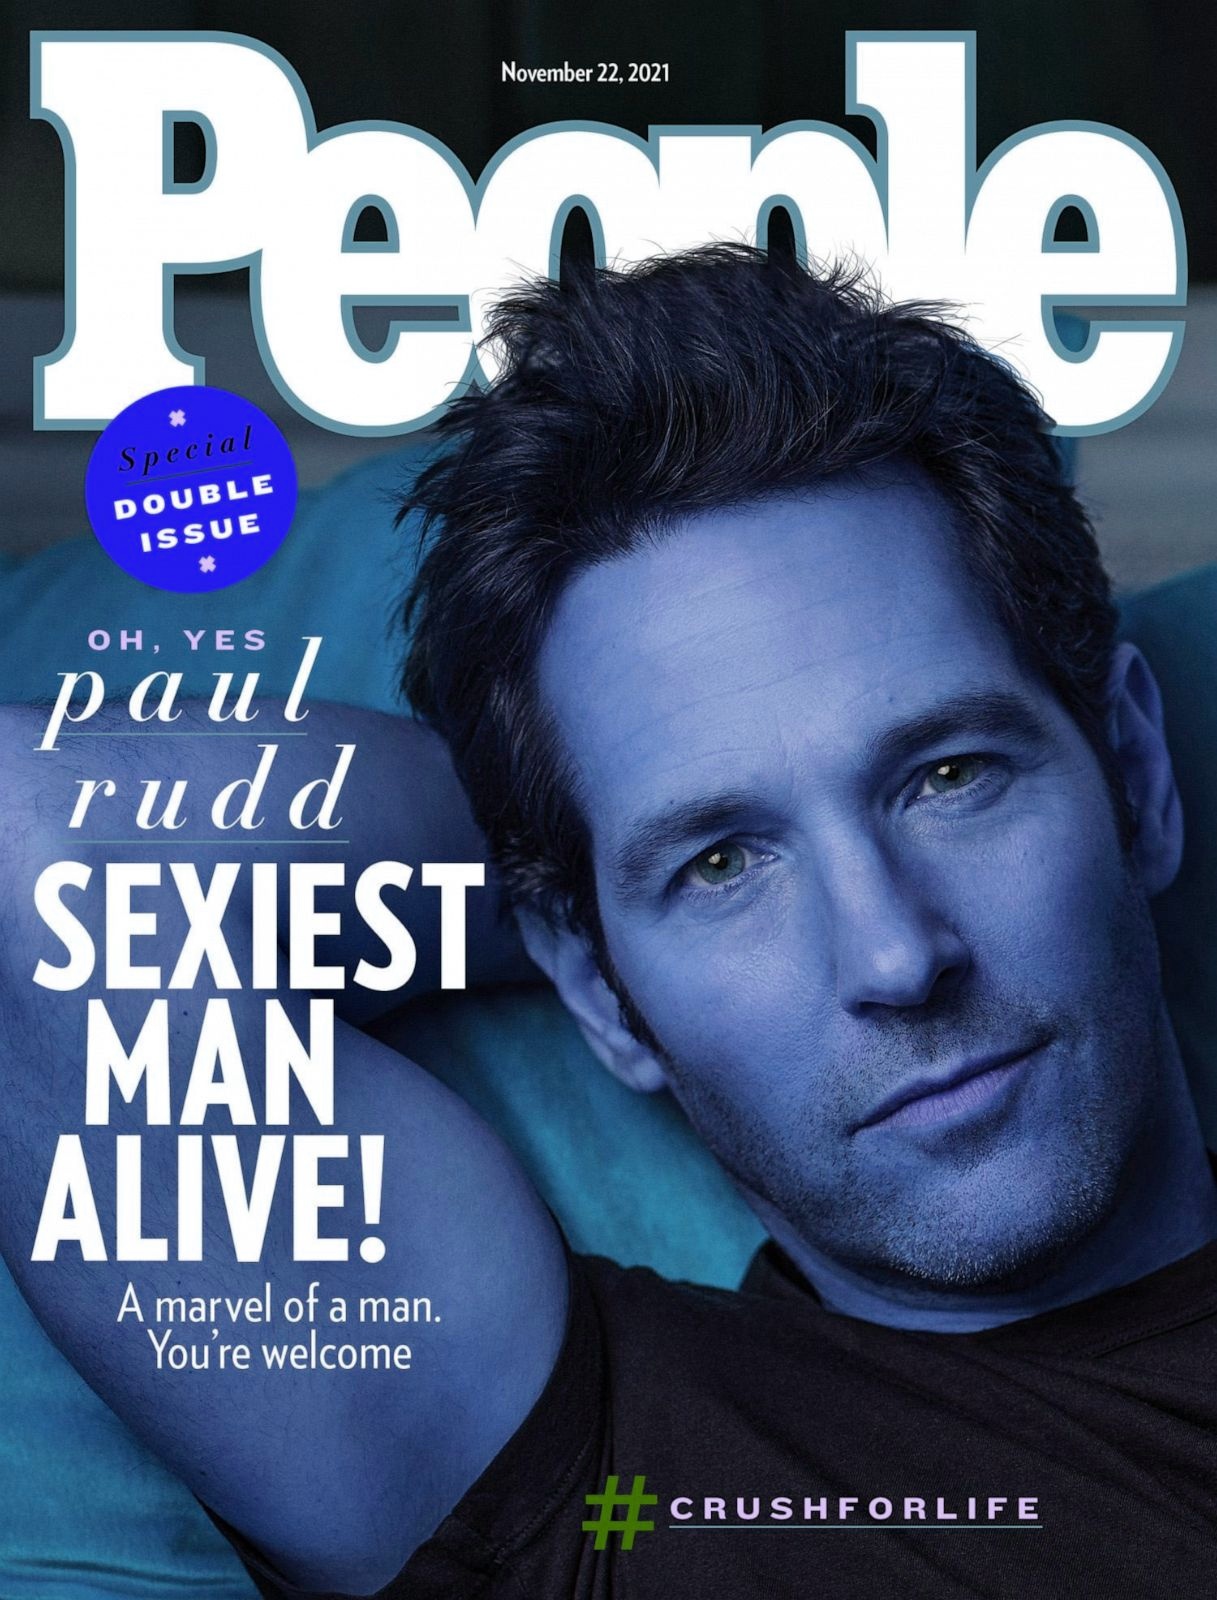 November 22, 2021
People
Special
DOUBLE
ISSUE
OH, YES
paul
rudd
SEXIEST
MAN
ALIVE!
A marvel of a man.
You're welcome
#CRUSHFORLIFE